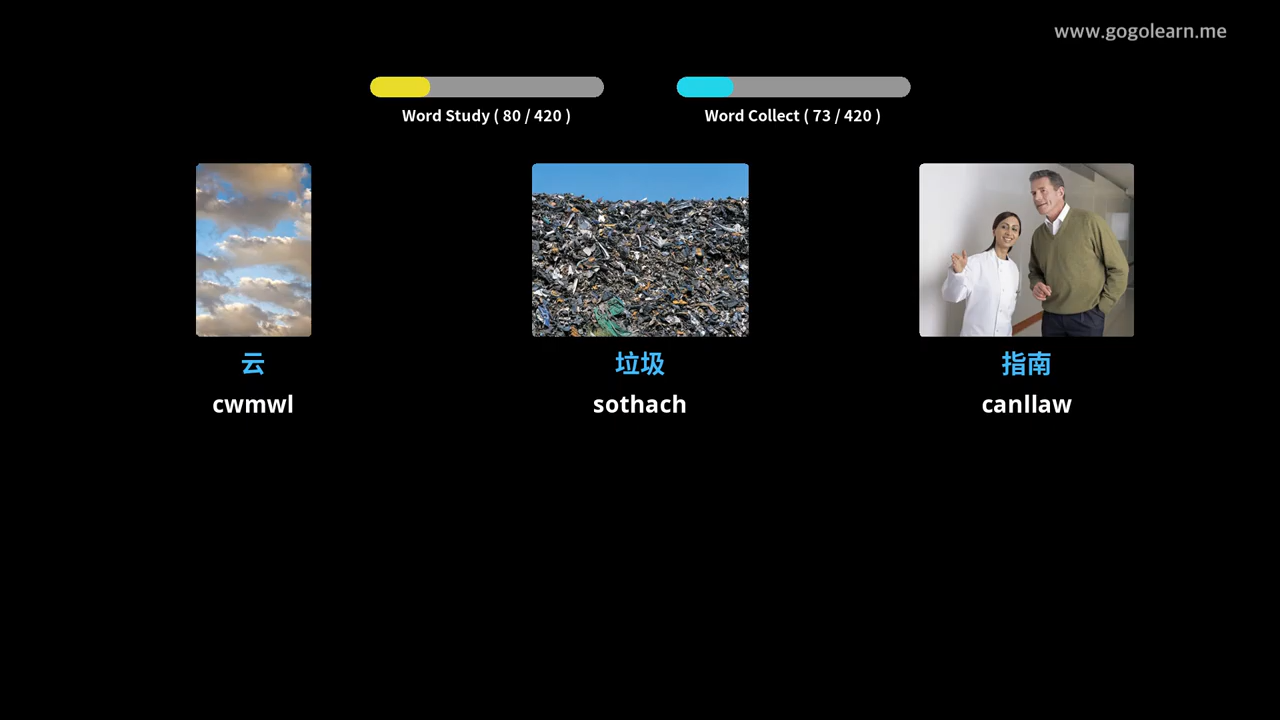 www.gogolearn.me
Word Study ( 80 / 420 )
Word Collect ( 73 / 420 )
云
垃圾
指南
cwmwl
sothach
canllaw